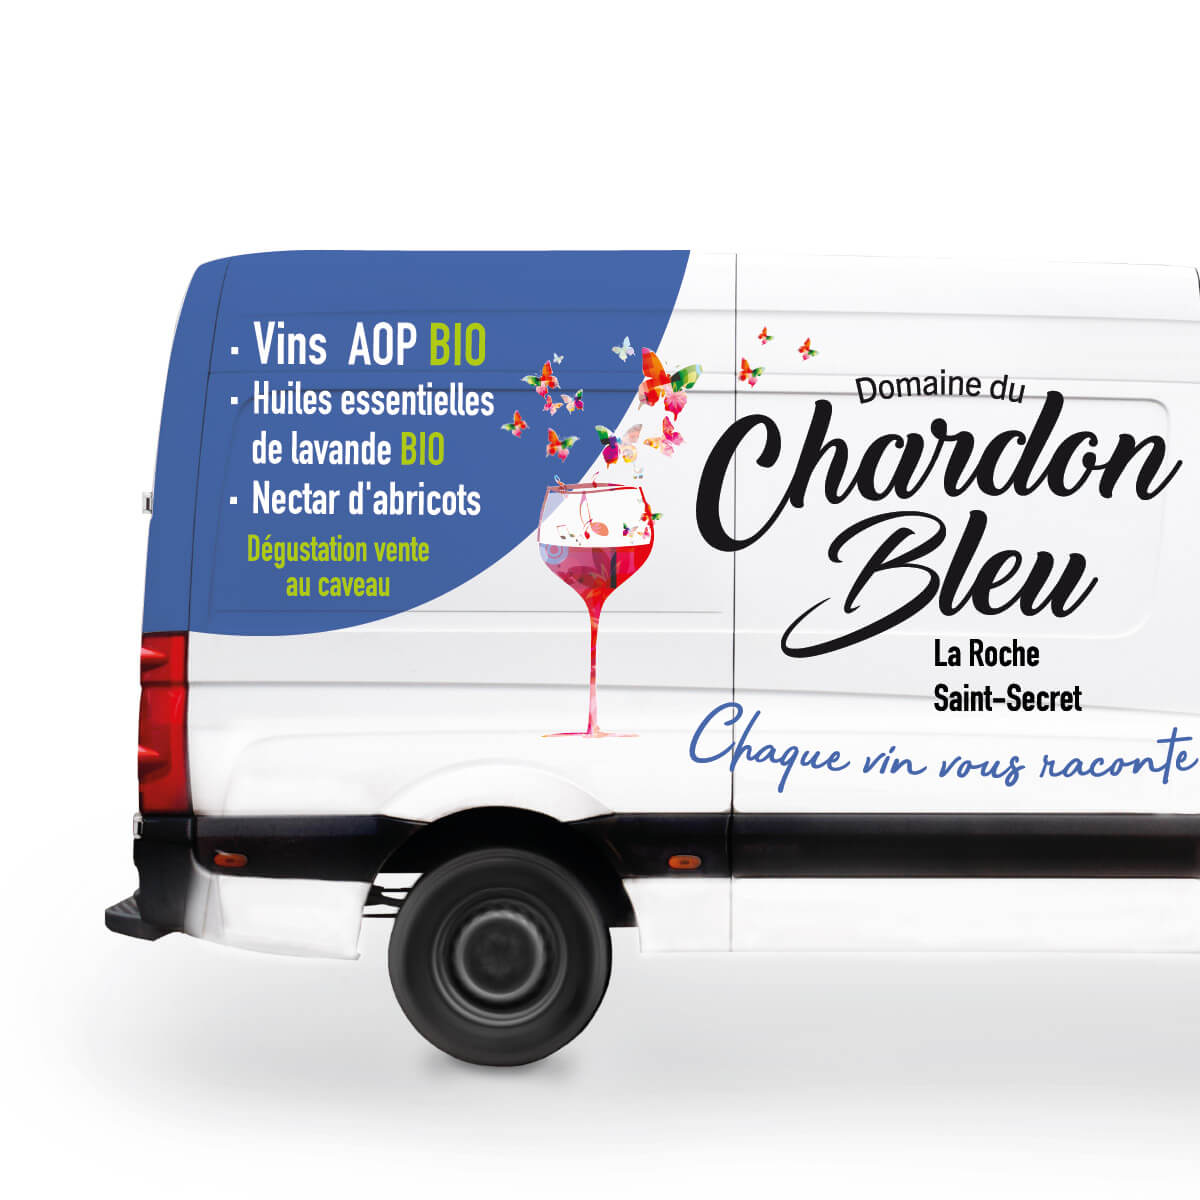 · Vins AOP BIO
· Huiles essentielles
de lavande BIO
· Nectar d'abricots
Dégustation vente
au caveau
Domaine du
Chardon
Bleu
La Roche
Saint-Secret
Chaque vin vous raconte